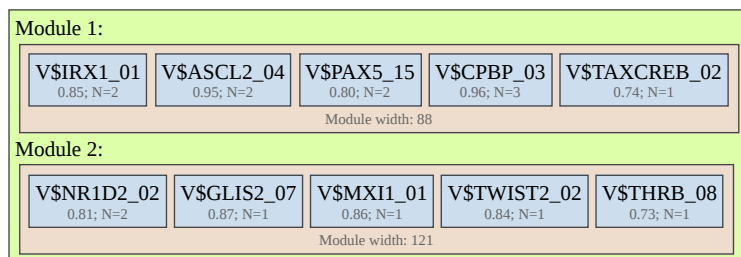 Module 1:
V$IRX1_01 V$ASCL2_04 V$PAX5_15 V$CPBP_03 V$TAXCREB_02
0.85; N=2 0.95; N=2 0.80; N=2 0.96; N=3 0.74; N=1
Module width: 88
Module 2:
V$NR1D2_02 V$GLIS2_07 V$MXI1_01 V$TWIST2_02 V$THRB_08
0.81; N=2 0.87; N=1 0.86; N=1 0.84; N=1 0.73; N=1
Module width: 121